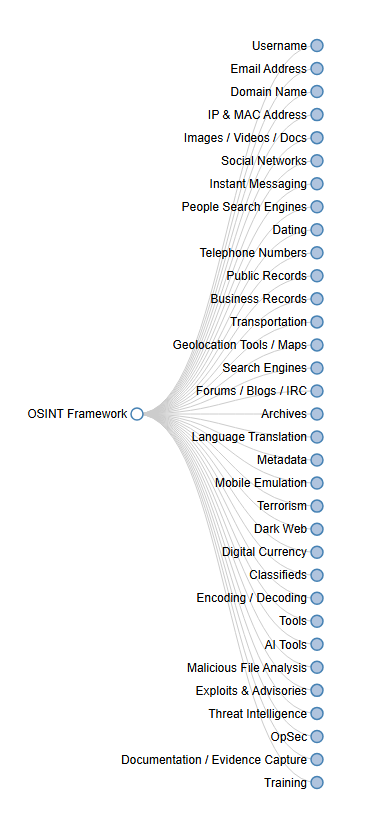 Username
Email Address
Domain Name
IP & MAC Address
Images / Videos / Docs
Social Networks
Instant Messaging
People Search Engines
Dating
Telephone Numbers
Public Records
Business Records
Transportation
Geolocation Tools / Maps
Search Engines
Forums / Blogs / IRC
OSINT Framework
Archives
Language Translation
Metadata
Mobile Emulation
Terrorism
Dark Web
Digital Currency
Classifieds
Encoding / Decoding
Tools
AI Tools
Malicious File Analysis
Exploits & Advisories
Threat Intelligence
OpSec
Documentation / Evidence Capture
Training